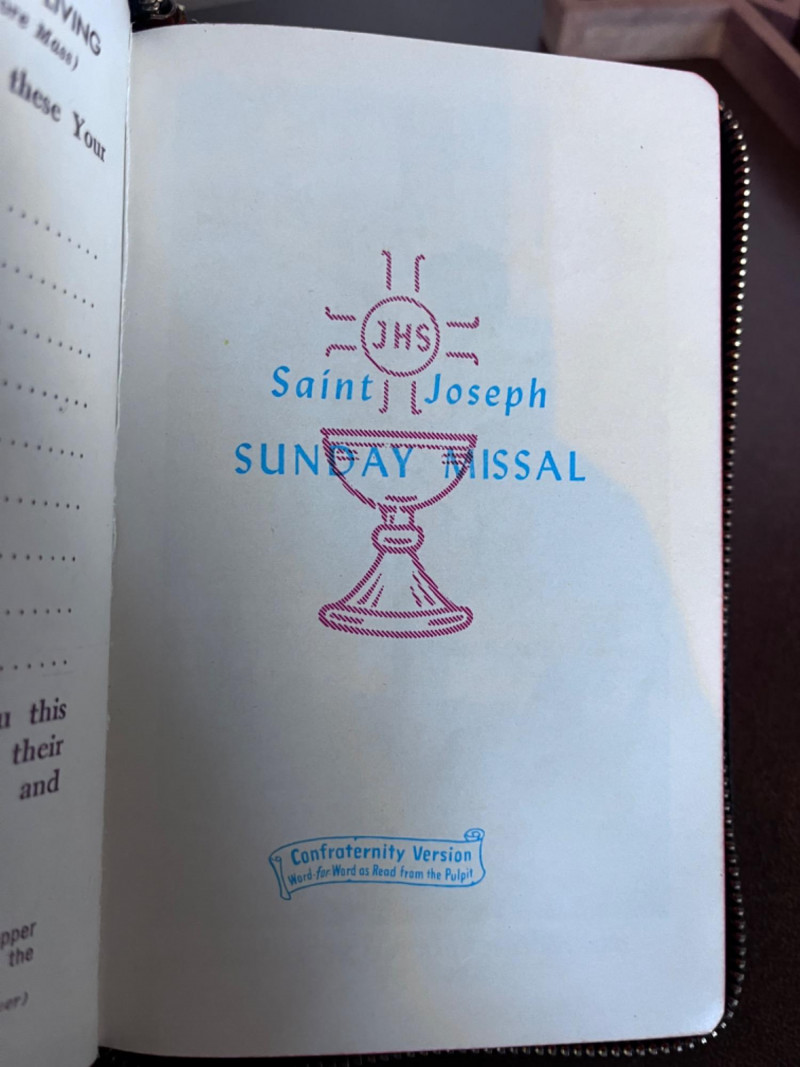 LIVING
ore Mass)
these Your
JHS
Saint Joseph
SUNDAY MISSAL
Confraternity Version
Word-for-Word as Read from the Pulpit
this
their
and
pper
the